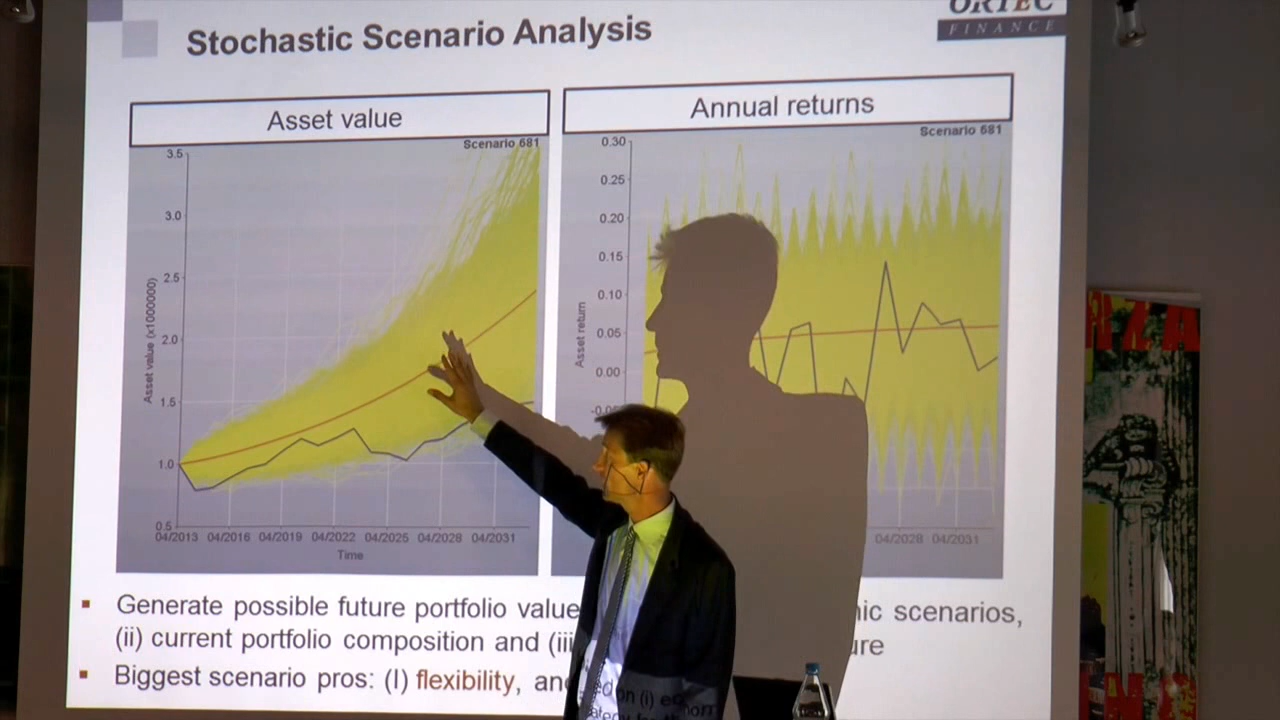 Stochastic Scenario Analysis
ORTEC
FINANCE
Asset value
Annual returns
Scenario 681
Scenario 681
3.5
3.0
2.5
2.0
1.5
1.0
0.5
Asset value (x1000000)
04/2013 04/2016 04/2019 04/2022 04/2025 04/2028 04/2031
Time
0.30
0.25
0.20
0.15
0.10
0.05
0.00
Asset return
04/2028 04/2031
Generate possible future portfolio value scenarios,
(ii) current portfolio composition and
Biggest scenario pros: (I) flexibility,
on (i)